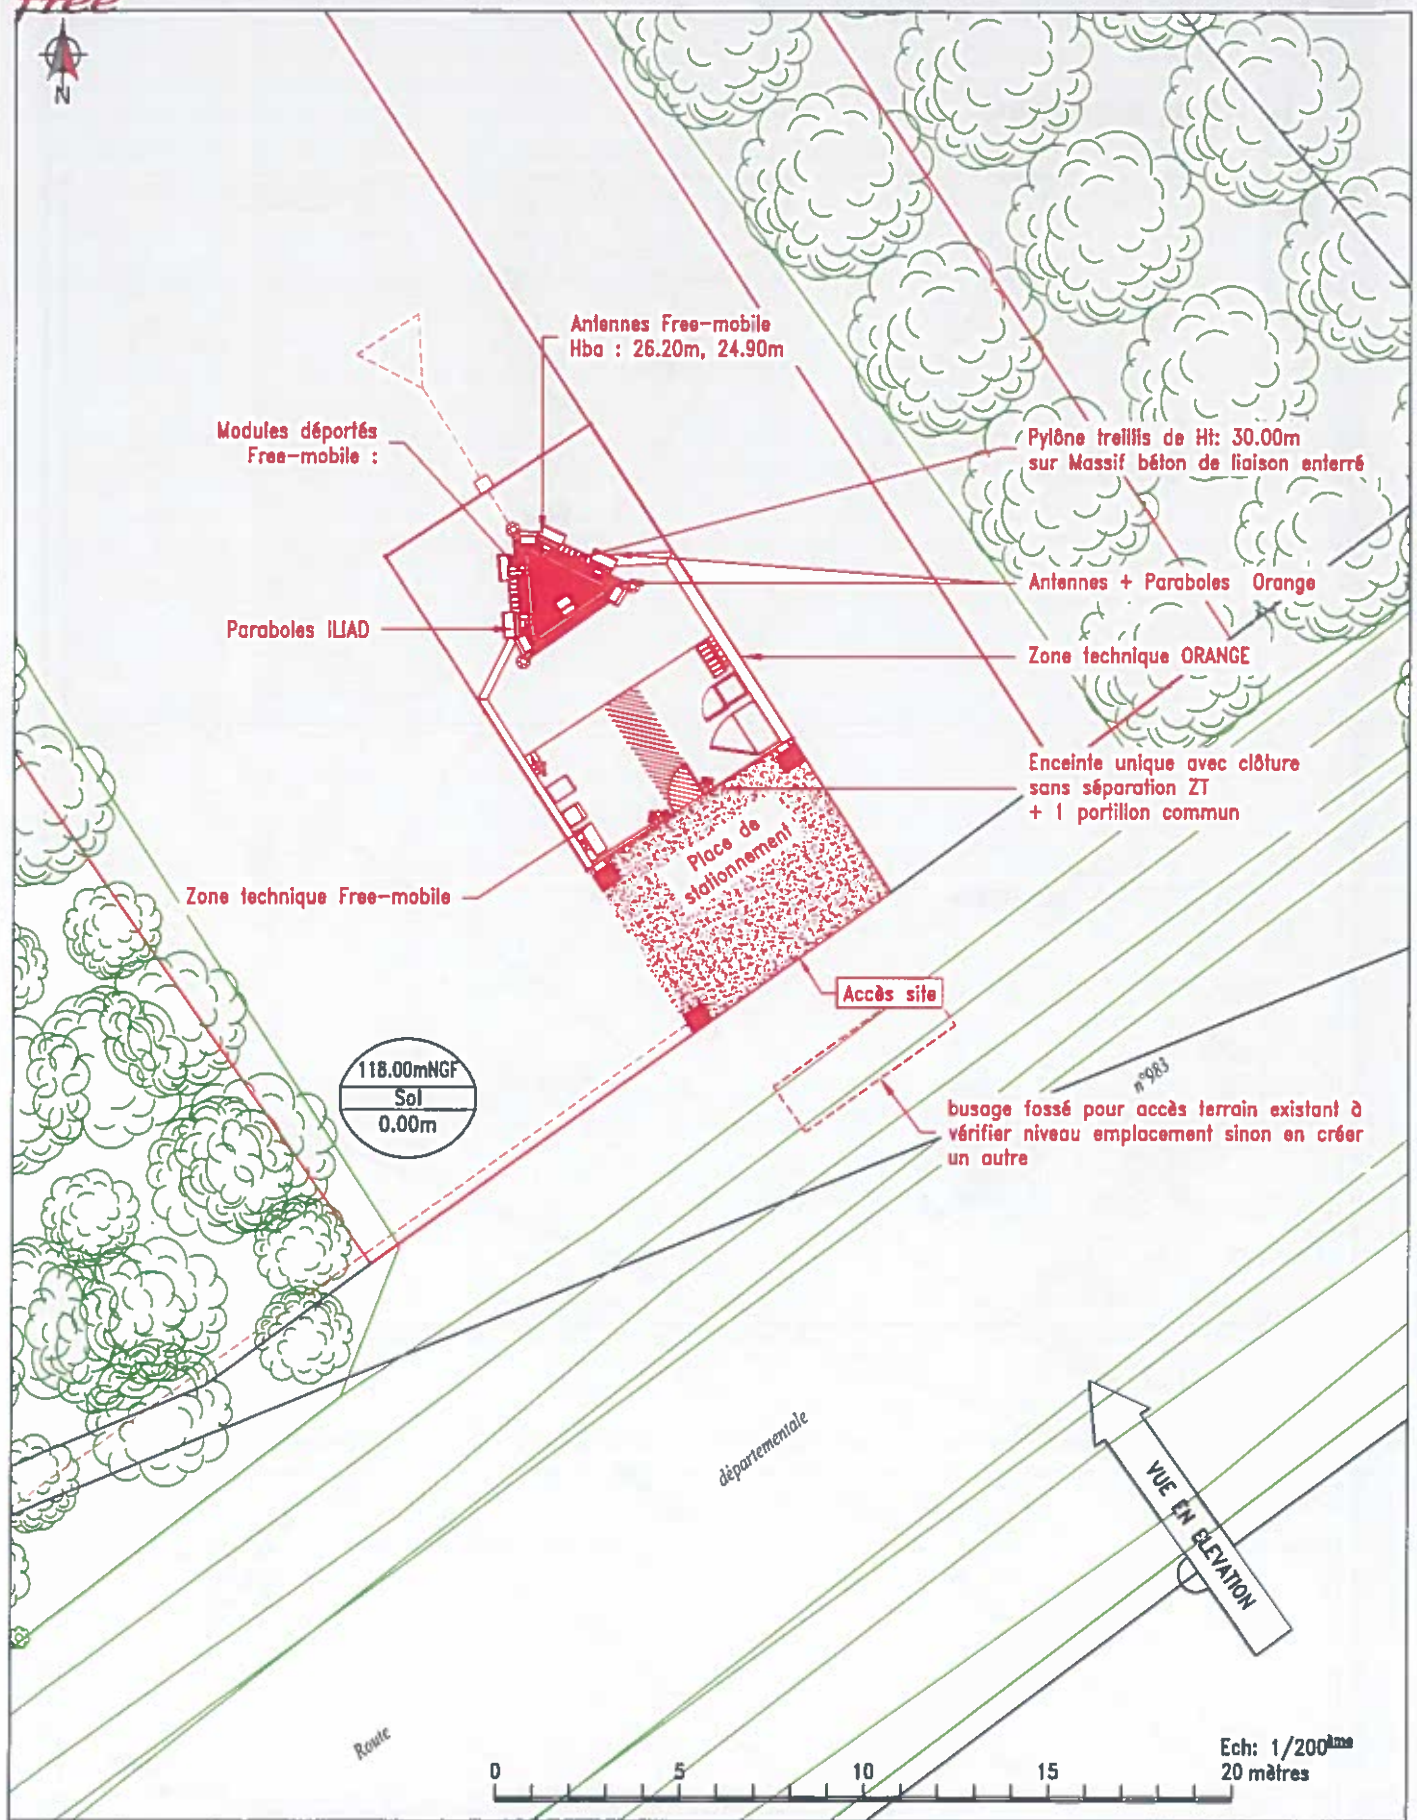 free
N
Antennes Free-mobile
Hba : 26.20m, 24.90m
Modules déportés
Free-mobile :
Pylône treillis de Ht: 30.00m
sur Massif béton de liaison enterré
Antennes + Paraboles Orange
Paraboles ILIAD
Zone technique ORANGE
Enceinte unique avec clôture
sans séparation ZT
+ 1 portillon commun
Place de
stationnement
Zone technique Free-mobile
Accès site
118.00mNGF
Sol
0.00m
n°983
busage fossé pour accès terrain existant à
vérifier niveau emplacement sinon en créer
un autre
départementale
VUE EN ELEVATION
Route
Ech: 1/200ème
0 5 10 15 20 mètres